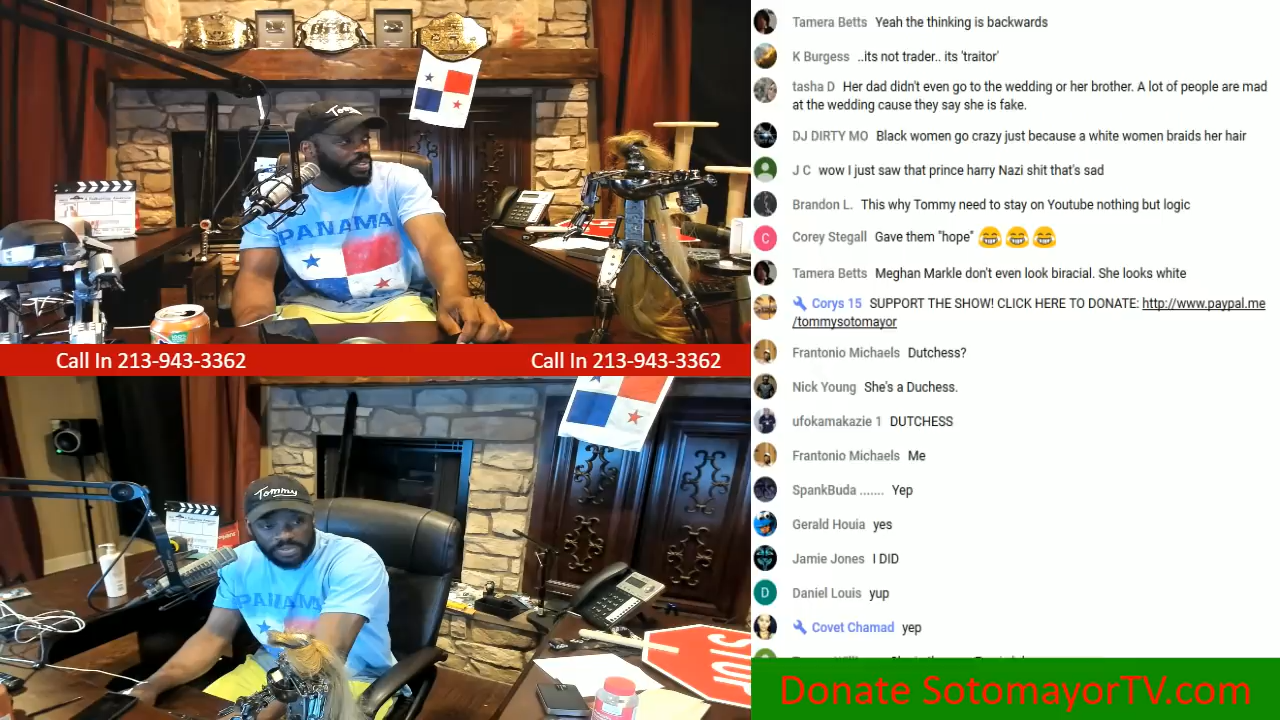 Tommy
PANAMA
Call In 213-943-3362
Call In 213-943-3362
Tommy
PANAMA
STOP
Tamera Betts Yeah the thinking is backwards
K Burgess ..its not trader.. its 'traitor'
tasha D Her dad didn't even go to the wedding or her brother. A lot of people are mad
at the wedding cause they say she is fake.
DJ DIRTY MO Black women go crazy just because a white women braids her hair
J C wow I just saw that prince harry Nazi shit that's sad
Brandon L. This why Tommy need to stay on Youtube nothing but logic
C
Corey Stegall Gave them "hope" 😂 😂 😂
Tamera Betts Meghan Markle don't even look biracial. She looks white
Corys 15 SUPPORT THE SHOW! CLICK HERE TO DONATE: http://www.paypal.me
/tommysotomayor
Frantonio Michaels Dutchess?
Nick Young She's a Duchess.
ufokamakazie 1 DUTCHESS
Frantonio Michaels Me
SpankBuda ....... Yep
Gerald Houia yes
Jamie Jones I DID
D
Daniel Louis yup
Covet Chamad yep
Donate SotomayorTV.com